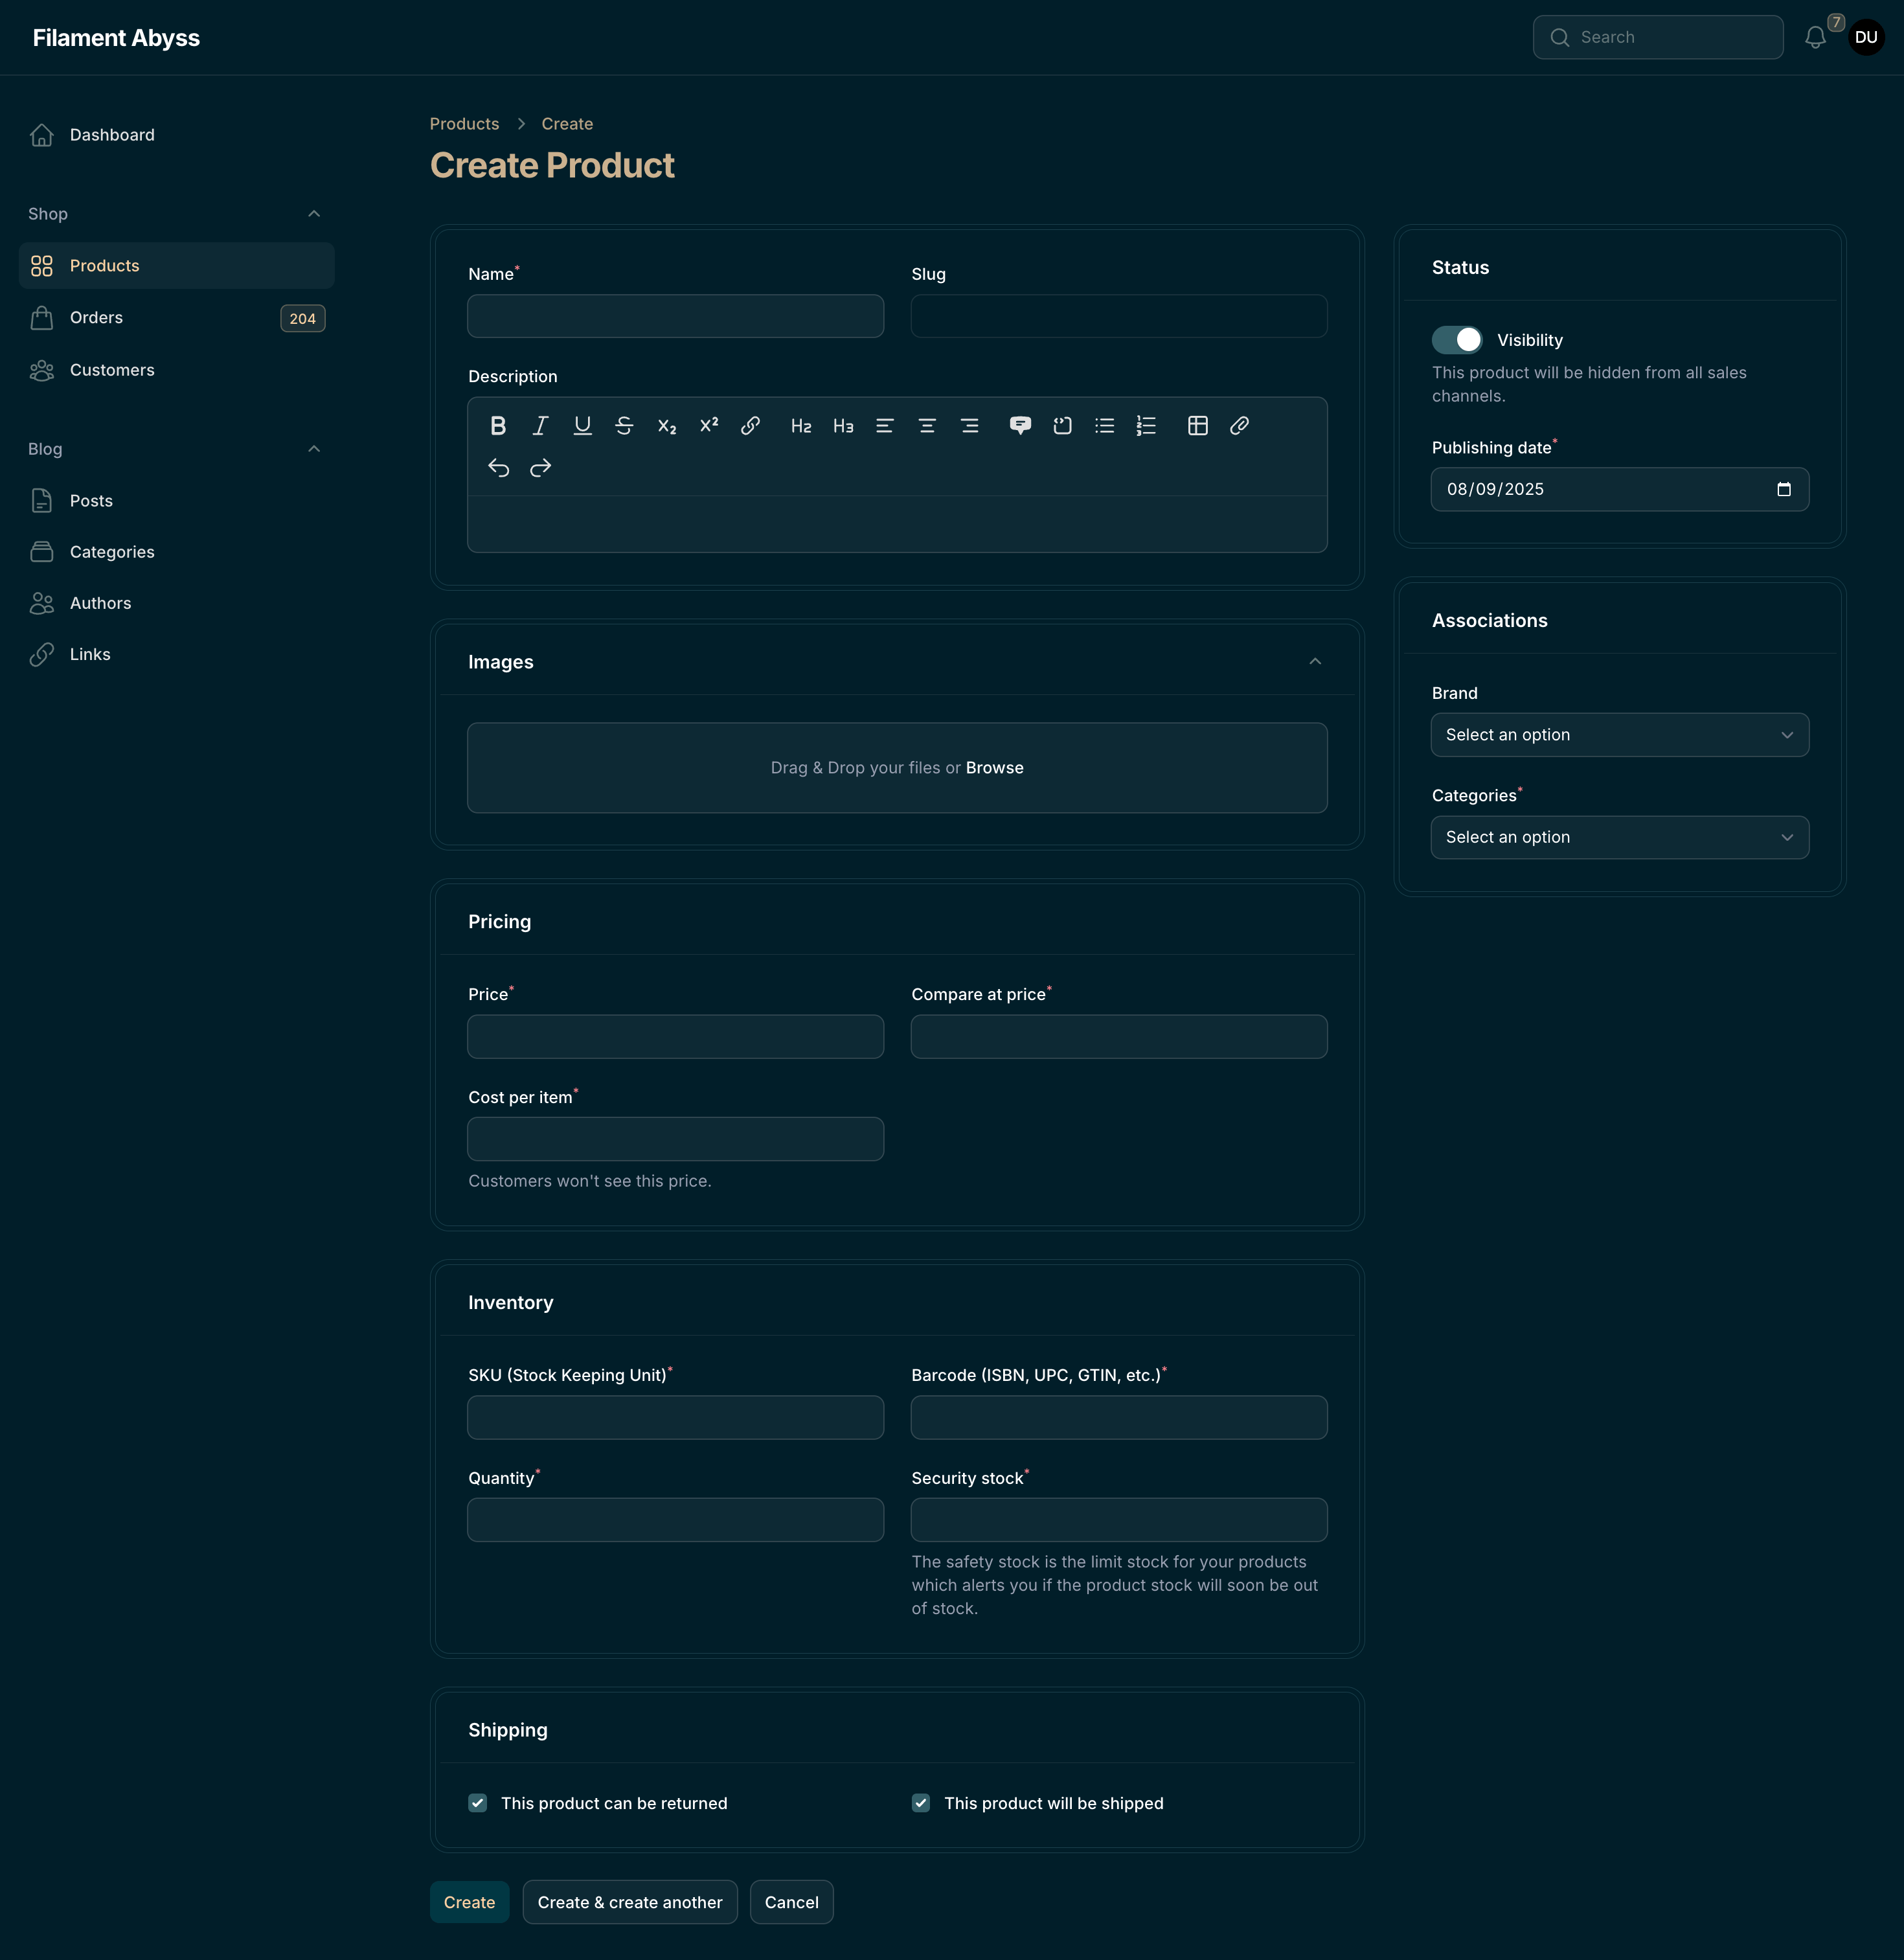 Filament Abyss
Search
7
DU
Dashboard
Shop
Products
Orders
204
Customers
Blog
Posts
Categories
Authors
Links
Products > Create
Create Product
Name*
Slug
Description
B I U S x₂ x² H2 H3
Images
Drag & Drop your files or Browse
Pricing
Price*
Compare at price*
Cost per item*
Customers won't see this price.
Inventory
SKU (Stock Keeping Unit)*
Barcode (ISBN, UPC, GTIN, etc.)*
Quantity*
Security stock*
The safety stock is the limit stock for your products
which alerts you if the product stock will soon be out
of stock.
Shipping
This product can be returned
This product will be shipped
Create
Create & create another
Cancel
Status
Visibility
This product will be hidden from all sales
channels.
Publishing date*
08/09/2025
Associations
Brand
Select an option
Categories*
Select an option